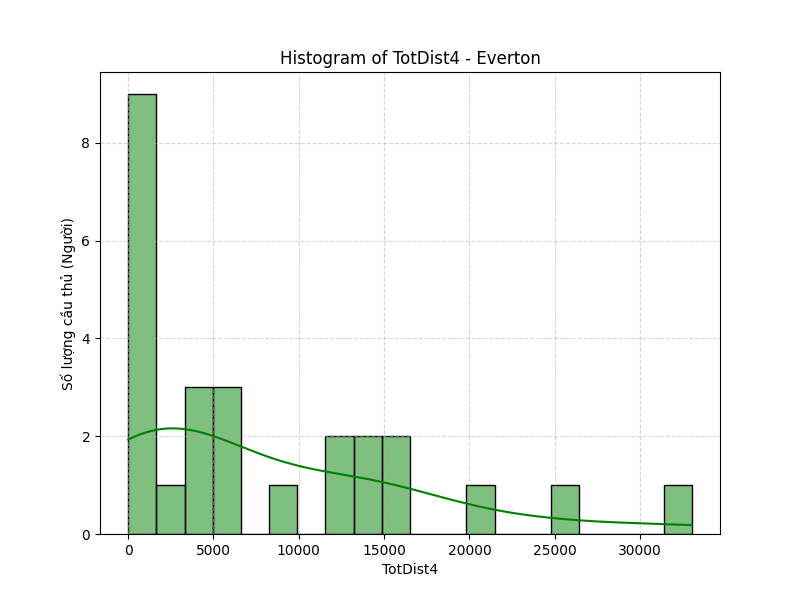 Histogram of TotDist4 - Everton
Số lượng cầu thủ (Người)
8
6
4
2
0
0 5000 10000 15000 20000 25000 30000
TotDist4